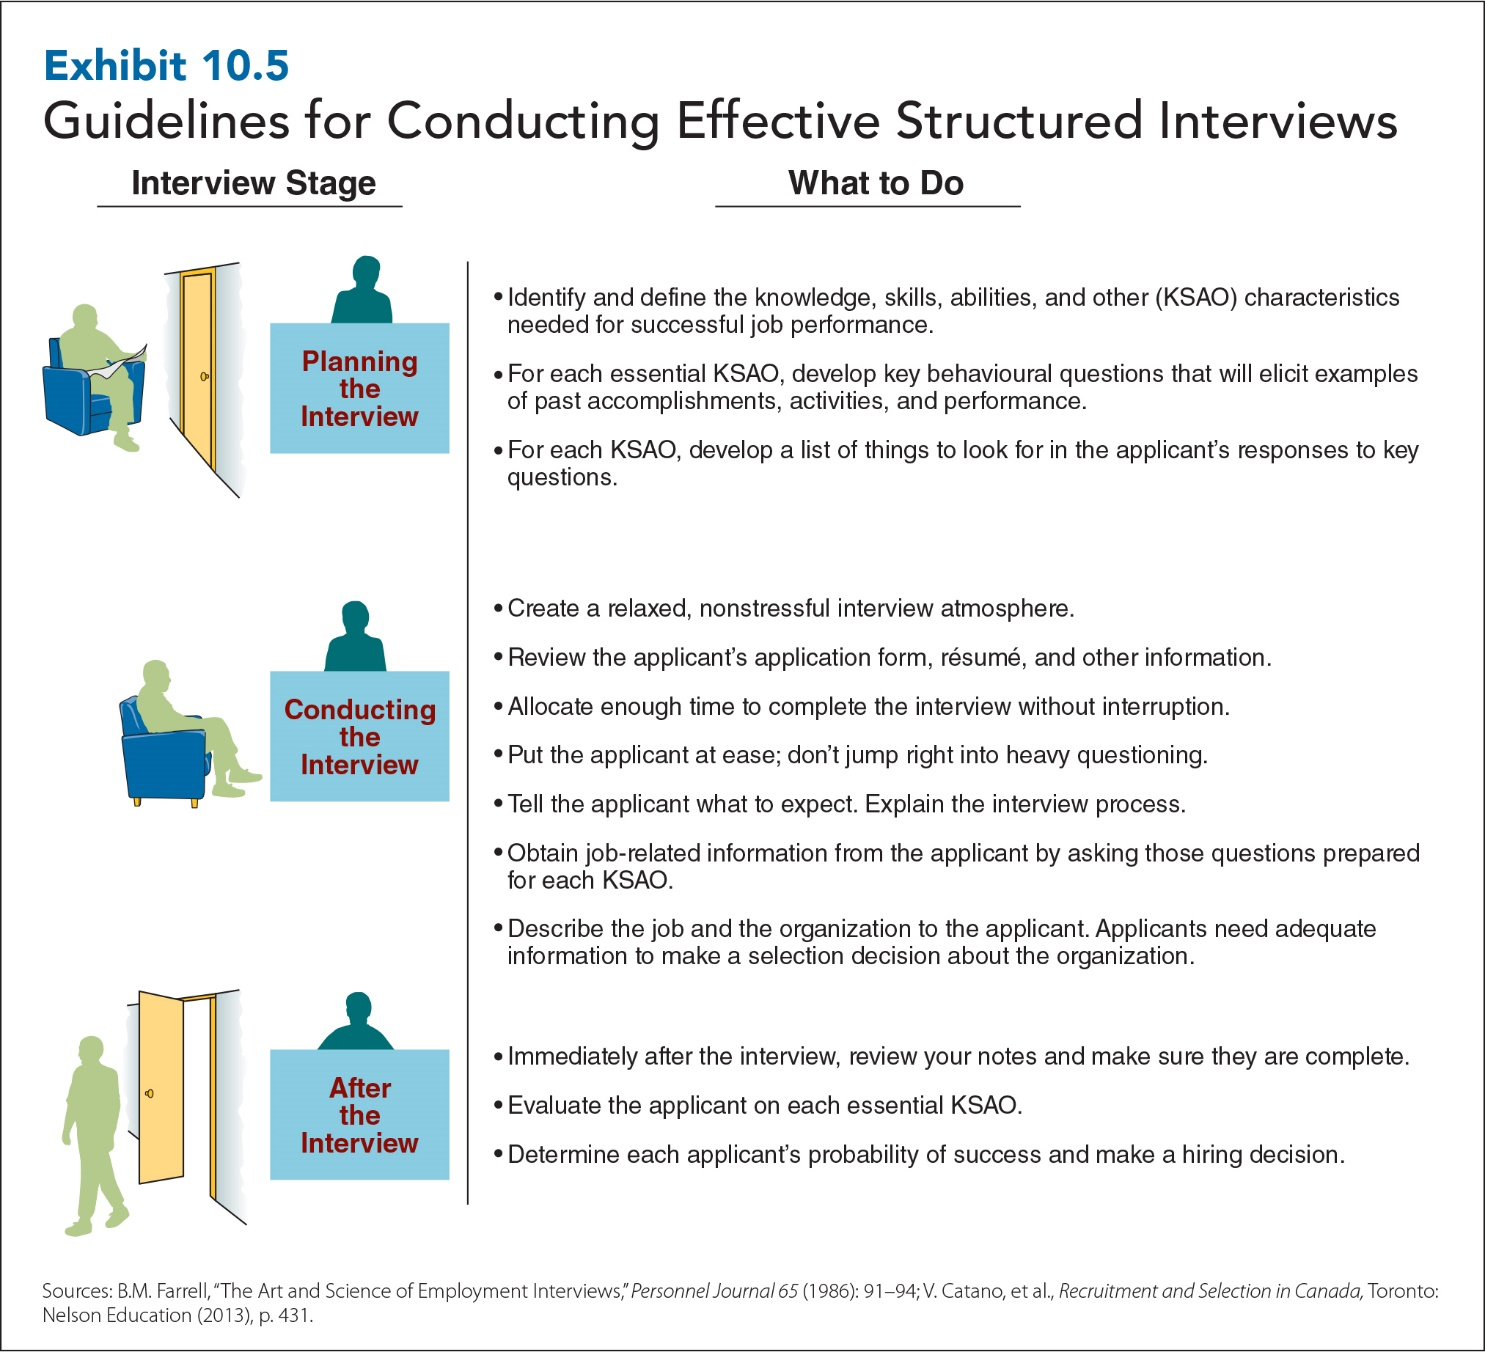 Exhibit 10.5
Guidelines for Conducting Effective Structured Interviews
Interview Stage
What to Do
Planning
the
Interview
• Identify and define the knowledge, skills, abilities, and other (KSAO) characteristics
needed for successful job performance.
• For each essential KSAO, develop key behavioural questions that will elicit examples
of past accomplishments, activities, and performance.
• For each KSAO, develop a list of things to look for in the applicant’s responses to key
questions.
Conducting
the
Interview
• Create a relaxed, nonstressful interview atmosphere.
• Review the applicant’s application form, résumé, and other information.
• Allocate enough time to complete the interview without interruption.
• Put the applicant at ease; don’t jump right into heavy questioning.
• Tell the applicant what to expect. Explain the interview process.
• Obtain job-related information from the applicant by asking those questions prepared
for each KSAO.
• Describe the job and the organization to the applicant. Applicants need adequate
information to make a selection decision about the organization.
After
the
Interview
• Immediately after the interview, review your notes and make sure they are complete.
• Evaluate the applicant on each essential KSAO.
• Determine each applicant’s probability of success and make a hiring decision.
Sources: B.M. Farrell, “The Art and Science of Employment Interviews,” Personnel Journal 65 (1986): 91–94; V. Catano, et al., Recruitment and Selection in Canada, Toronto:
Nelson Education (2013), p. 431.